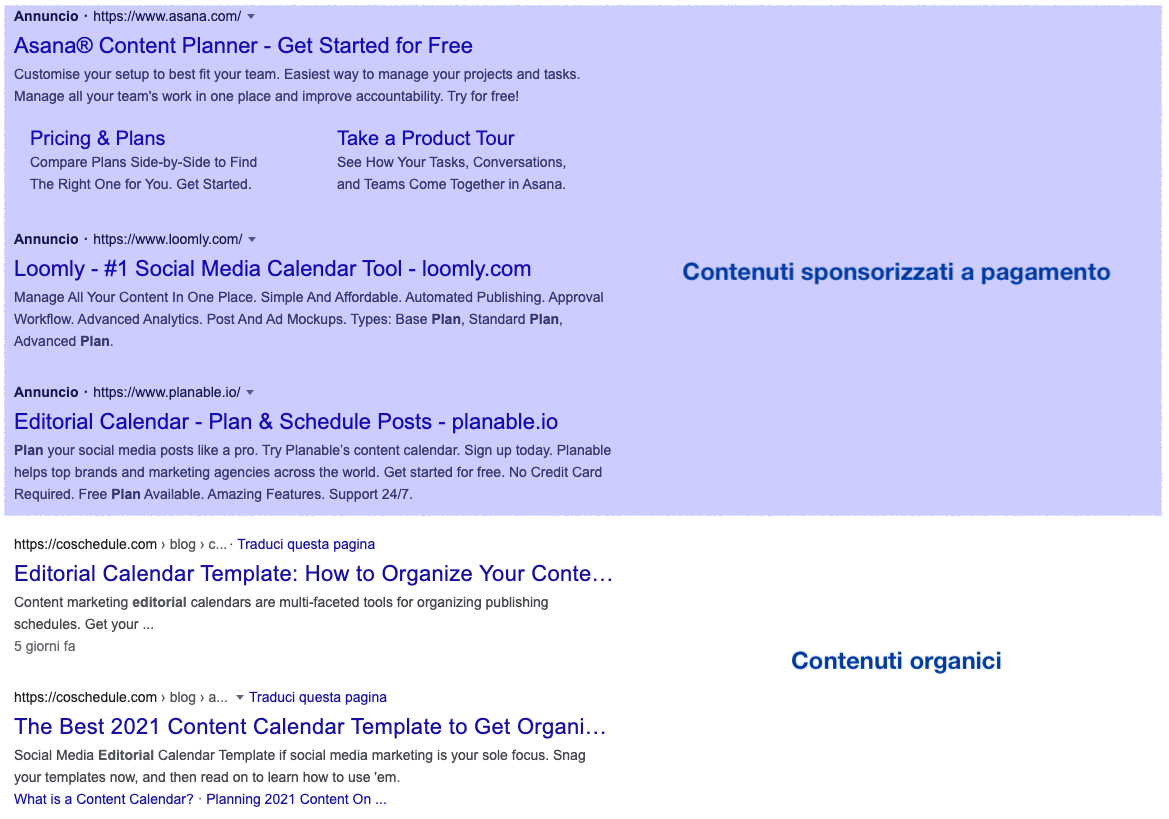 Annuncio · https://www.asana.com/
Asana® Content Planner - Get Started for Free
Customise your setup to best fit your team. Easiest way to manage your projects and tasks.
Manage all your team's work in one place and improve accountability. Try for free!
Pricing & Plans
Compare Plans Side-by-Side to Find
The Right One for You. Get Started.
Take a Product Tour
See How Your Tasks, Conversations,
and Teams Come Together in Asana.
Annuncio · https://www.loomly.com/
Loomly - #1 Social Media Calendar Tool - loomly.com
Manage All Your Content In One Place. Simple And Affordable. Automated Publishing. Approval
Workflow. Advanced Analytics. Post And Ad Mockups. Types: Base Plan, Standard Plan,
Advanced Plan.
Contenuti sponsorizzati a pagamento
Annuncio · https://www.planable.io/
Editorial Calendar - Plan & Schedule Posts - planable.io
Plan your social media posts like a pro. Try Planable's content calendar. Sign up today. Planable
helps top brands and marketing agencies across the world. Get started for free. No Credit Card
Required. Free Plan Available. Amazing Features. Support 24/7.
https://coschedule.com › blog › c... · Traduci questa pagina
Editorial Calendar Template: How to Organize Your Conte…
Content marketing editorial calendars are multi-faceted tools for organizing publishing
schedules. Get your ...
5 giorni fa
Contenuti organici
https://coschedule.com › blog › a... Traduci questa pagina
The Best 2021 Content Calendar Template to Get Organi…
Social Media Editorial Calendar Template if social media marketing is your sole focus. Snag
your templates now, and then read on to learn how to use 'em.
What is a Content Calendar? · Planning 2021 Content On ...